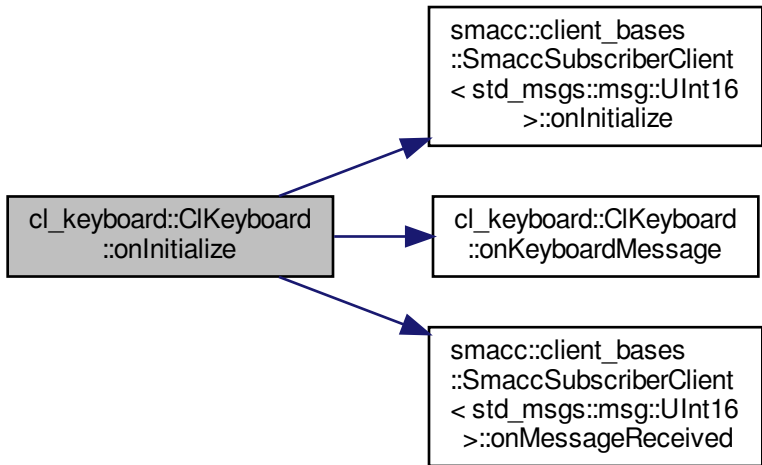 smacc::client_bases
::SmaccSubscriberClient
< std_msgs::msg::UInt16
>::onInitialize
cl_keyboard::ClKeyboard
::onInitialize
cl_keyboard::ClKeyboard
::onKeyboardMessage
smacc::client_bases
::SmaccSubscriberClient
< std_msgs::msg::UInt16
>::onMessageReceived